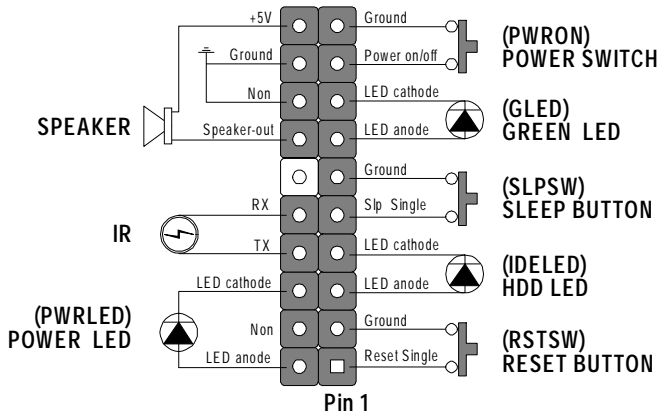 +5V
Ground
Non
Speaker-out
SPEAKER
RX
TX
IR
LED cathode
Non
LED anode
(PWRLED)
POWER LED
Ground
Power on/off
(PWRON)
POWER SWITCH
LED cathode
LED anode
(GLED)
GREEN LED
Ground
Slp Single
(SLPSW)
SLEEP BUTTON
LED cathode
LED anode
(IDELED)
HDD LED
Ground
Reset Single
(RSTSW)
RESET BUTTON
Pin 1